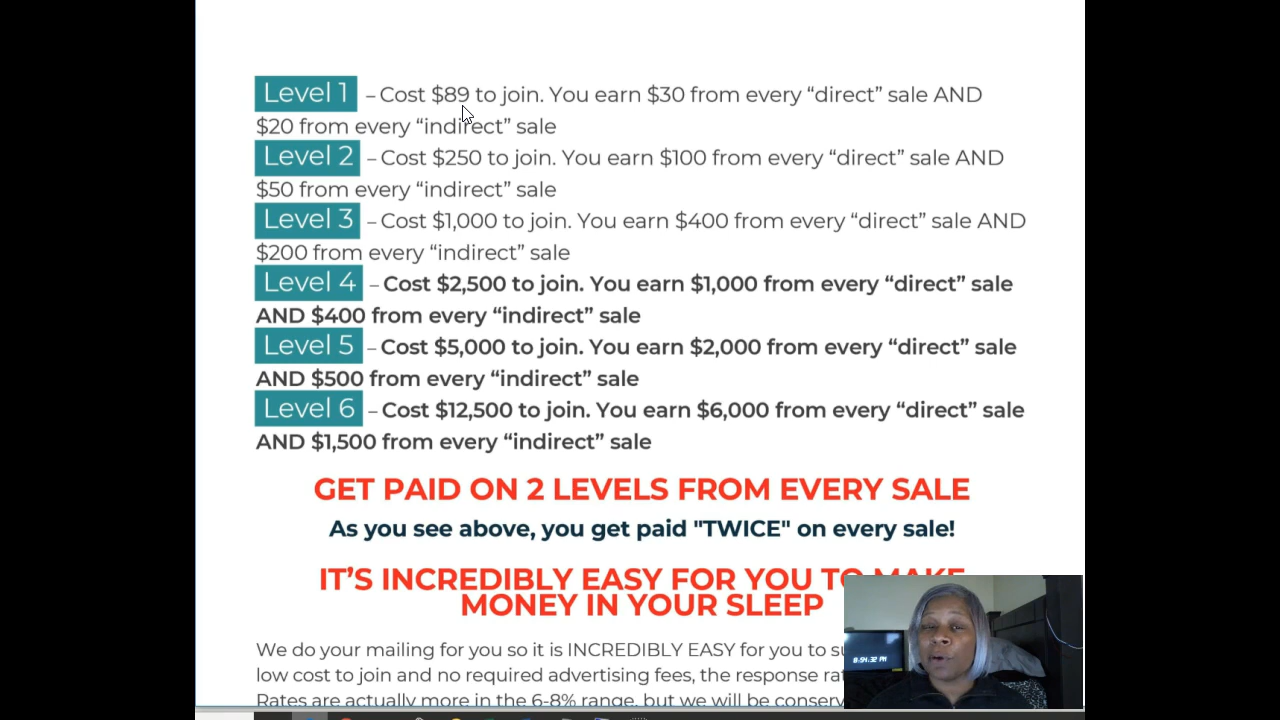 Level 1 – Cost $89 to join. You earn $30 from every “direct” sale AND
$20 from every “indirect” sale
Level 2 – Cost $250 to join. You earn $100 from every “direct” sale AND
$50 from every “indirect” sale
Level 3 – Cost $1,000 to join. You earn $400 from every “direct” sale AND
$200 from every “indirect” sale
Level 4 – Cost $2,500 to join. You earn $1,000 from every “direct” sale
AND $400 from every “indirect” sale
Level 5 – Cost $5,000 to join. You earn $2,000 from every “direct” sale
AND $500 from every “indirect” sale
Level 6 – Cost $12,500 to join. You earn $6,000 from every “direct” sale
AND $1,500 from every “indirect” sale
GET PAID ON 2 LEVELS FROM EVERY SALE
As you see above, you get paid "TWICE" on every sale!
IT’S INCREDIBLY EASY FOR YOU TO MAKE
MONEY IN YOUR SLEEP
We do your mailing for you so it is INCREDIBLY EASY for you to
low cost to join and no required advertising fees, the response
Rates are actually more in the 6-8% range, but we will be
8:54:32 PM